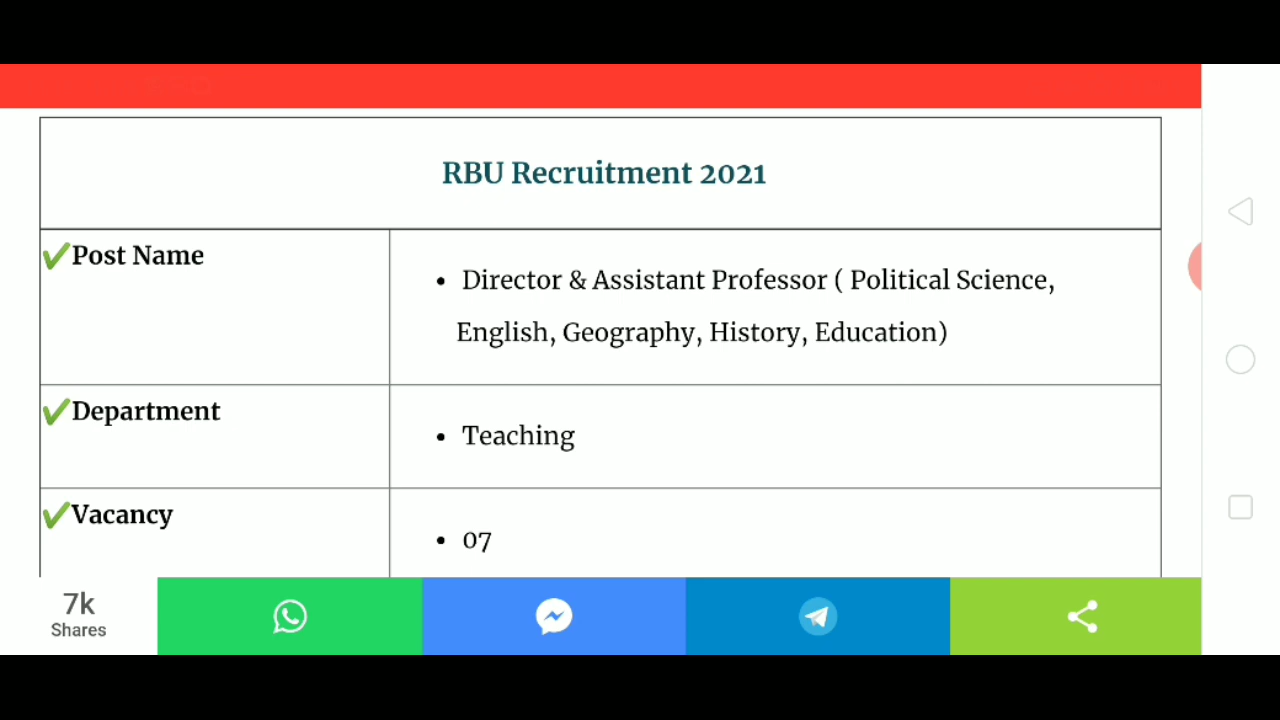 RBU Recruitment 2021
✅Post Name
• Director & Assistant Professor ( Political Science,
English, Geography, History, Education)
✅Department
• Teaching
✅Vacancy
• 07
7k
Shares